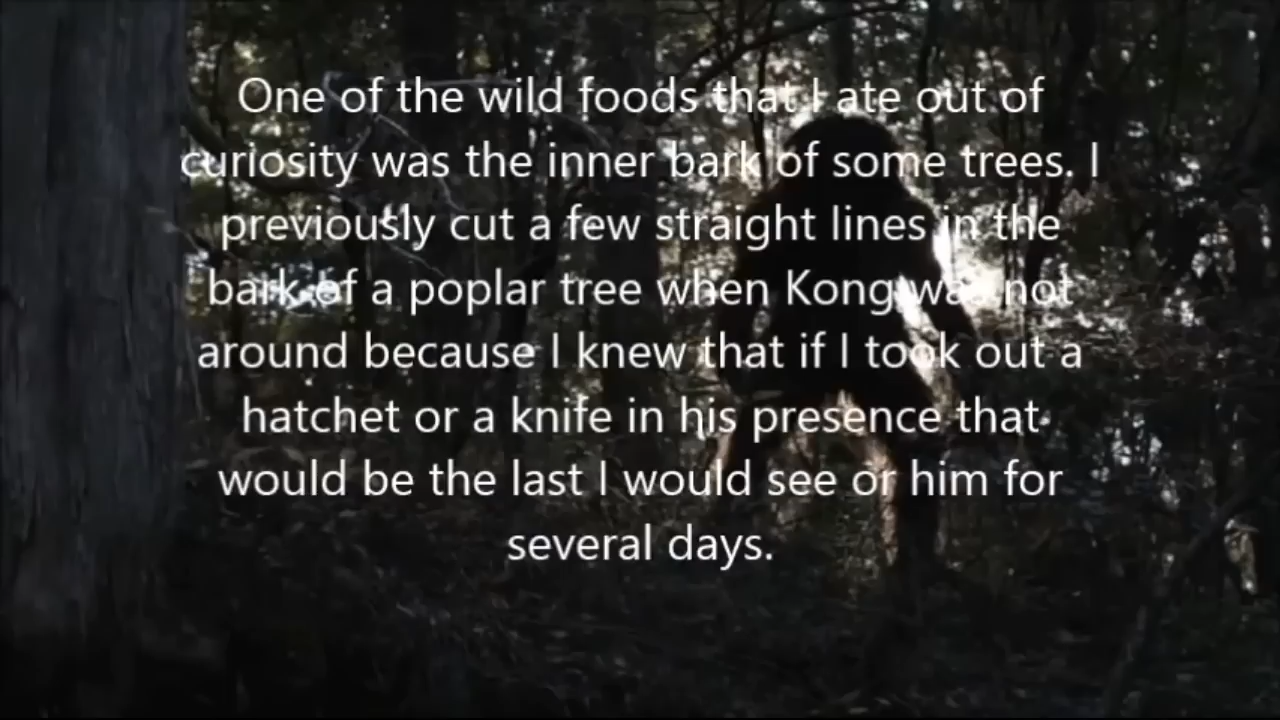 One of the wild foods that I ate out of
curiosity was the inner bark of some trees. I
previously cut a few straight lines in the
bark of a poplar tree when Kong was not
around because I knew that if I took out a
hatchet or a knife in his presence that
would be the last I would see or him for
several days.